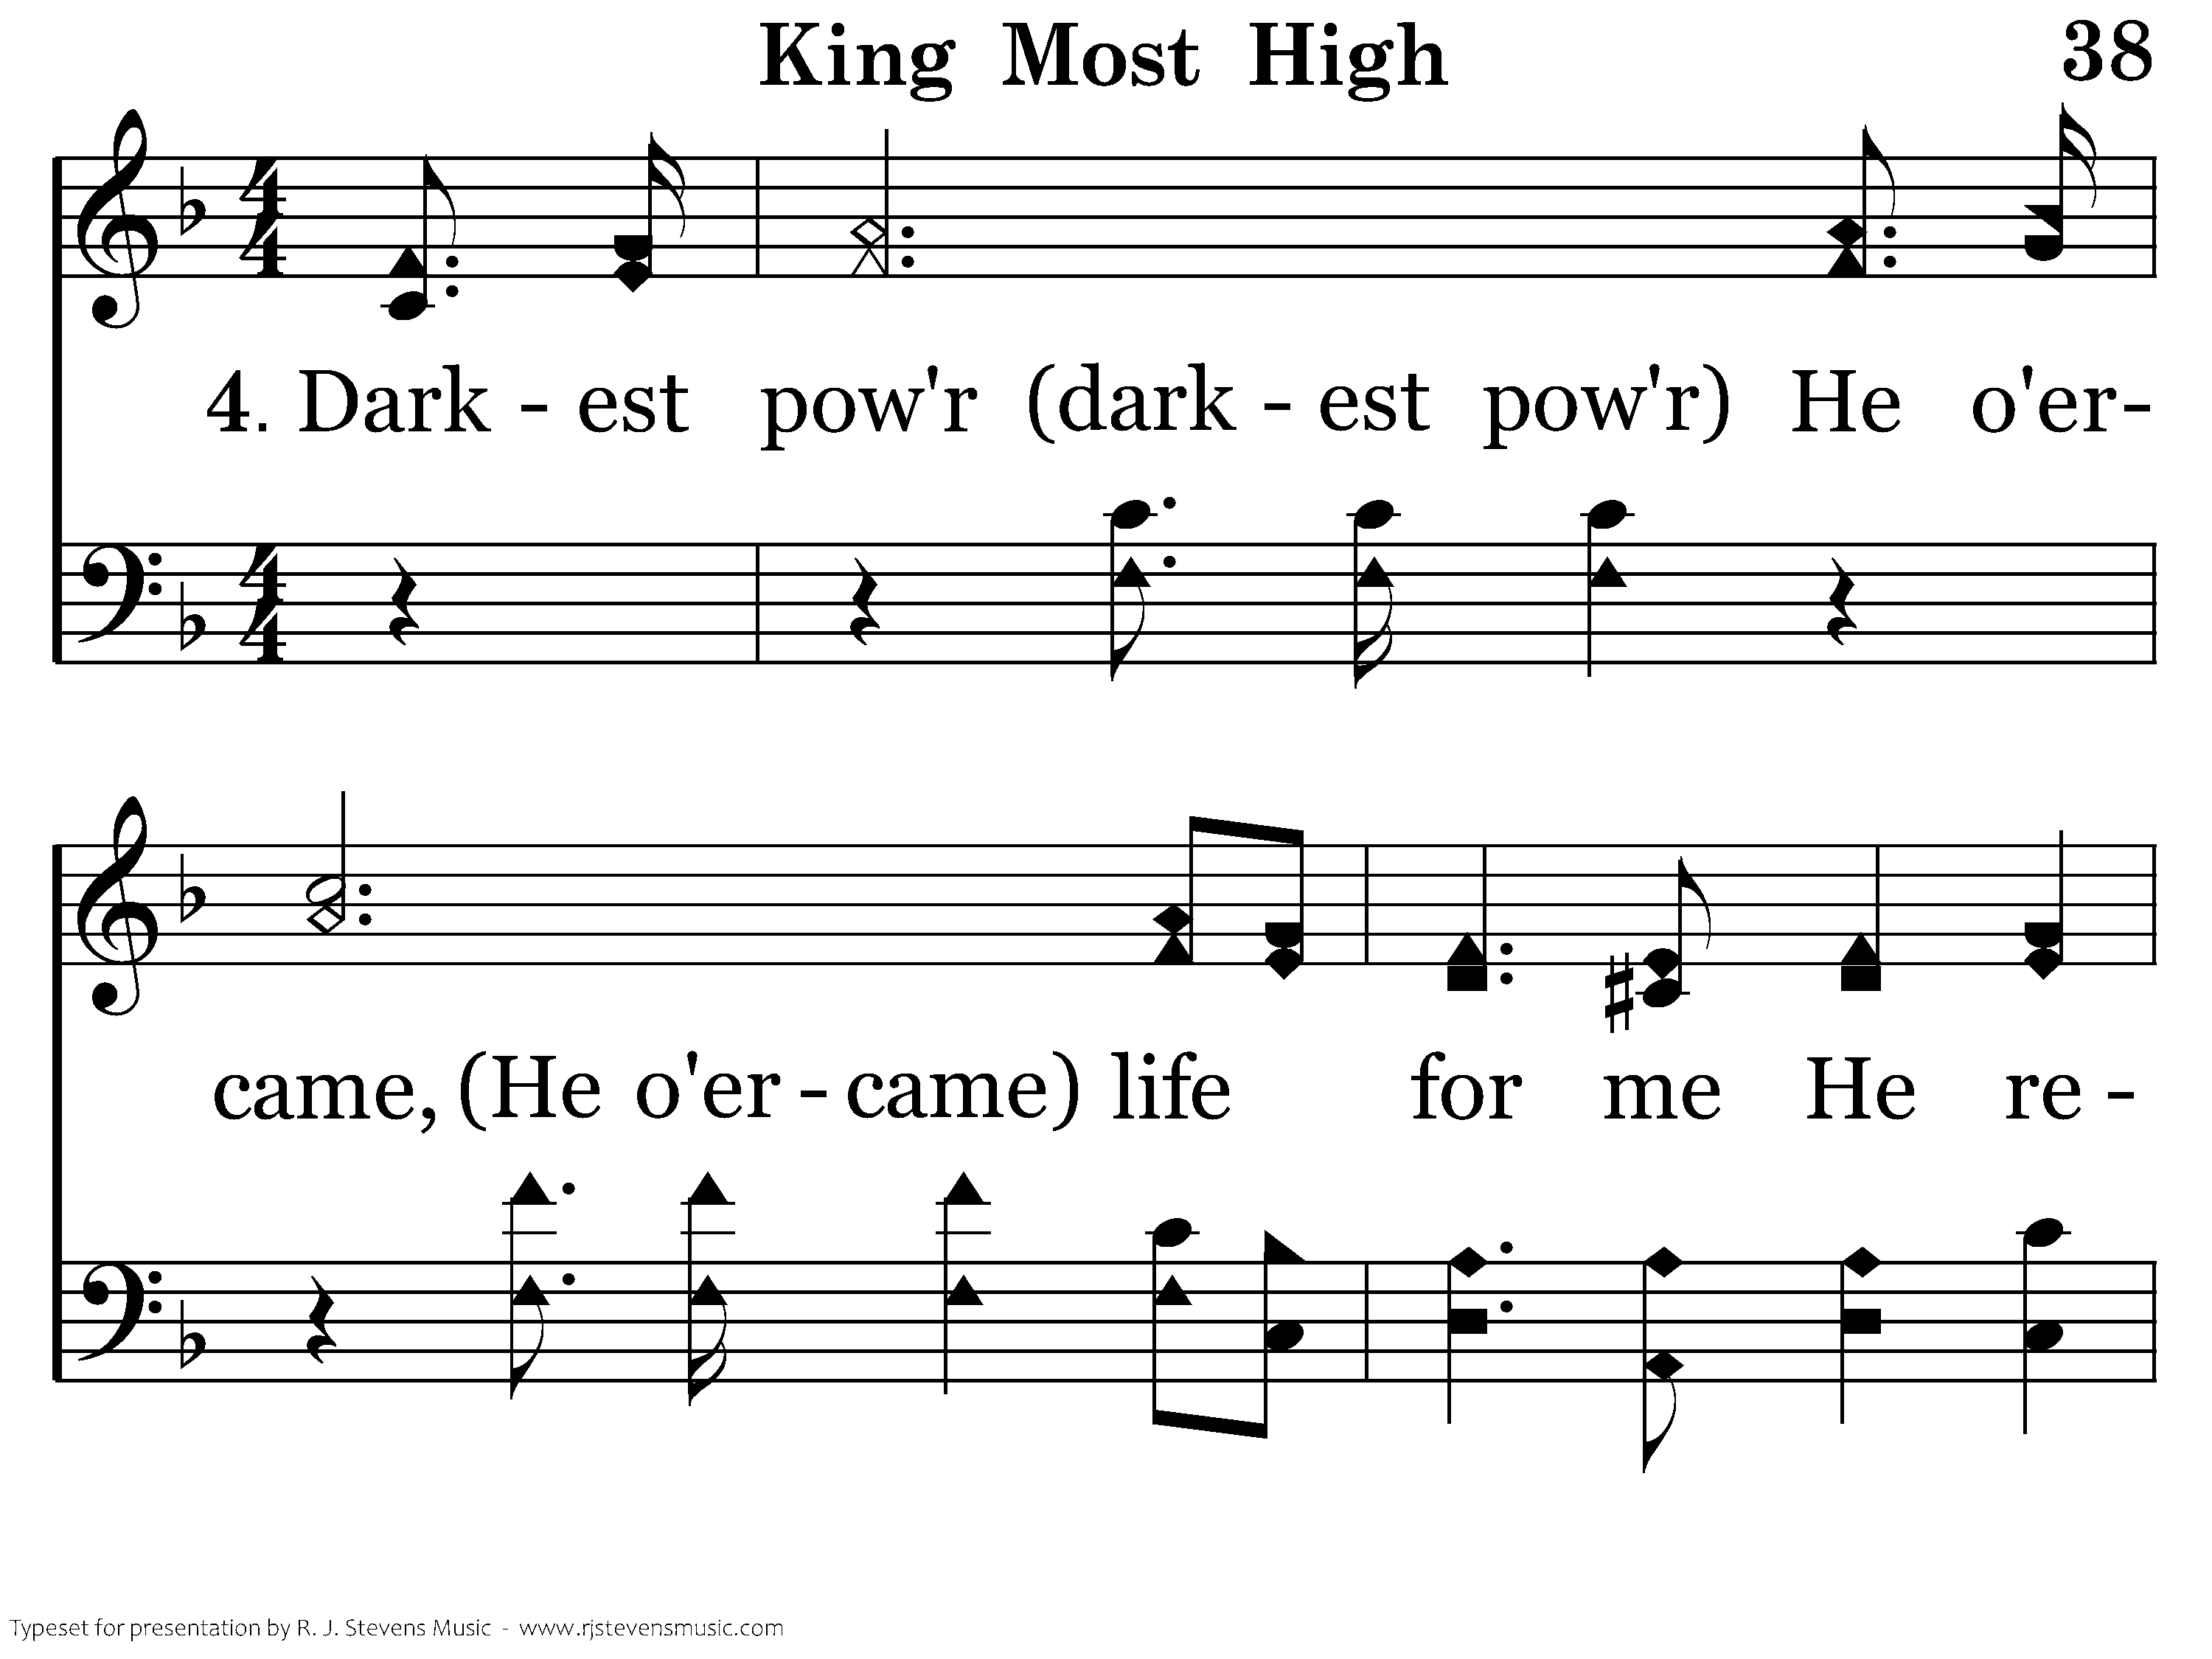 King Most High 38
4. Dark - est pow'r (dark - est pow'r) He o'er-
came, (He o'er - came) life for me He re -
Typeset for presentation by R. J. Stevens Music - www.rjstevensmusic.com